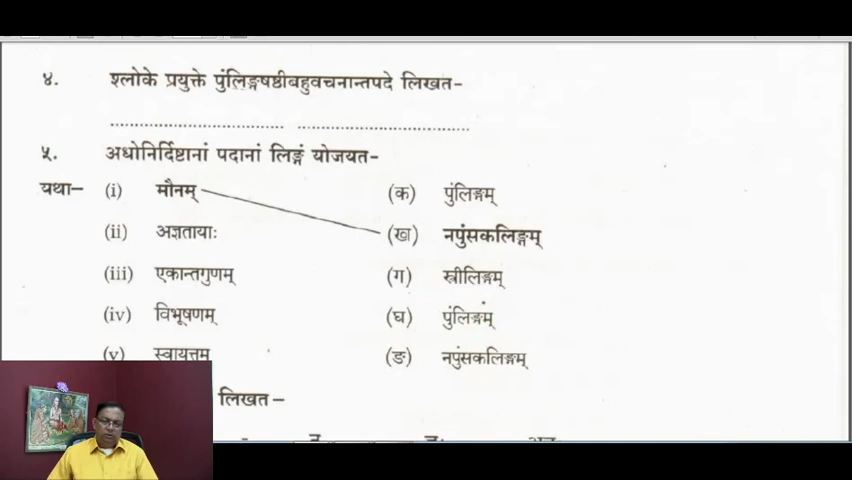 ४. श्लोके प्रयुक्ते पुंलिङ्गषष्ठीबहुवचनान्तपदे लिखत–
५. अधोनिर्दिष्टानां पदानां लिङ्गं योजयत–
यथा– (i) मौनम् (क) पुंलिङ्गम्
(ii) अज्ञतायाः (ख) नपुंसकलिङ्गम्
(iii) एकान्तगुणम् (ग) स्त्रीलिङ्गम्
(iv) विभूषणम् (घ) पुंलिङ्गम्
(v) स्वायत्तम् (ङ) नपुंसकलिङ्गम्
लिखत–